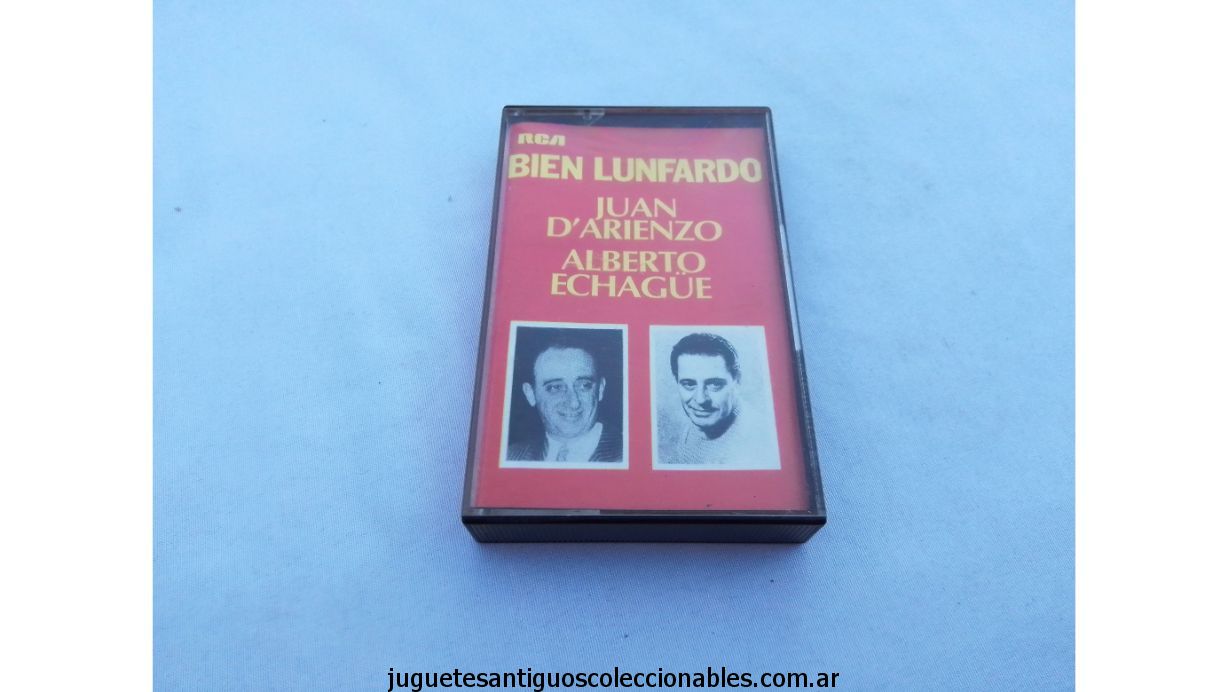 RCA
BIEN LUNFARDO
JUAN
D'ARIENZO
ALBERTO
ECHAGÜE
juguetesantiguoscoleccionables.com.ar